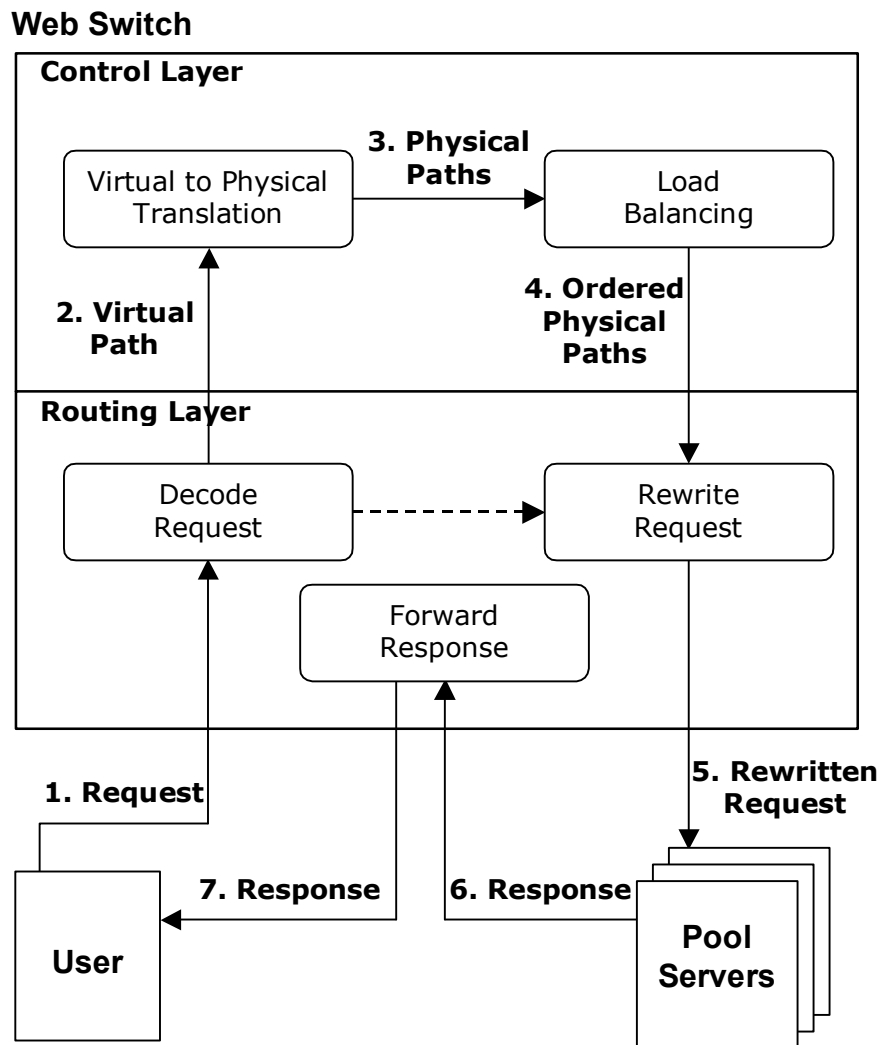 Web Switch
Control Layer
3. Physical
Paths
Virtual to Physical
Translation
Load
Balancing
2. Virtual
Path
4. Ordered
Physical
Paths
Routing Layer
Decode
Request
Rewrite
Request
Forward
Response
1. Request
5. Rewritten
Request
7. Response
6. Response
User
Pool
Servers